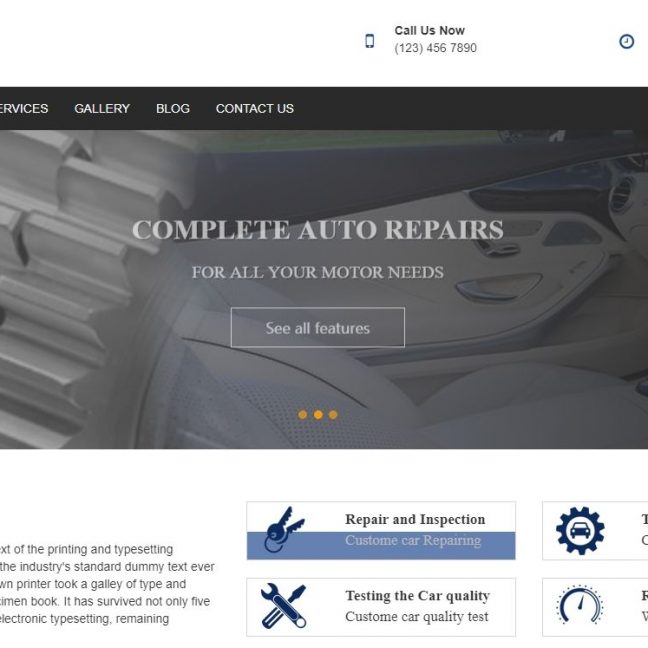 Call Us Now
(123) 456 7890
ERVICES GALLERY BLOG CONTACT US
COMPLETE AUTO REPAIRS
FOR ALL YOUR MOTOR NEEDS
See all features
ext of the printing and typesetting
the industry's standard dummy text ever
wn printer took a galley of type and
cimen book. It has survived not only five
electronic typesetting, remaining
Repair and Inspection
Custome car Repairing
T
C
Testing the Car quality
Custome car quality test
R
W